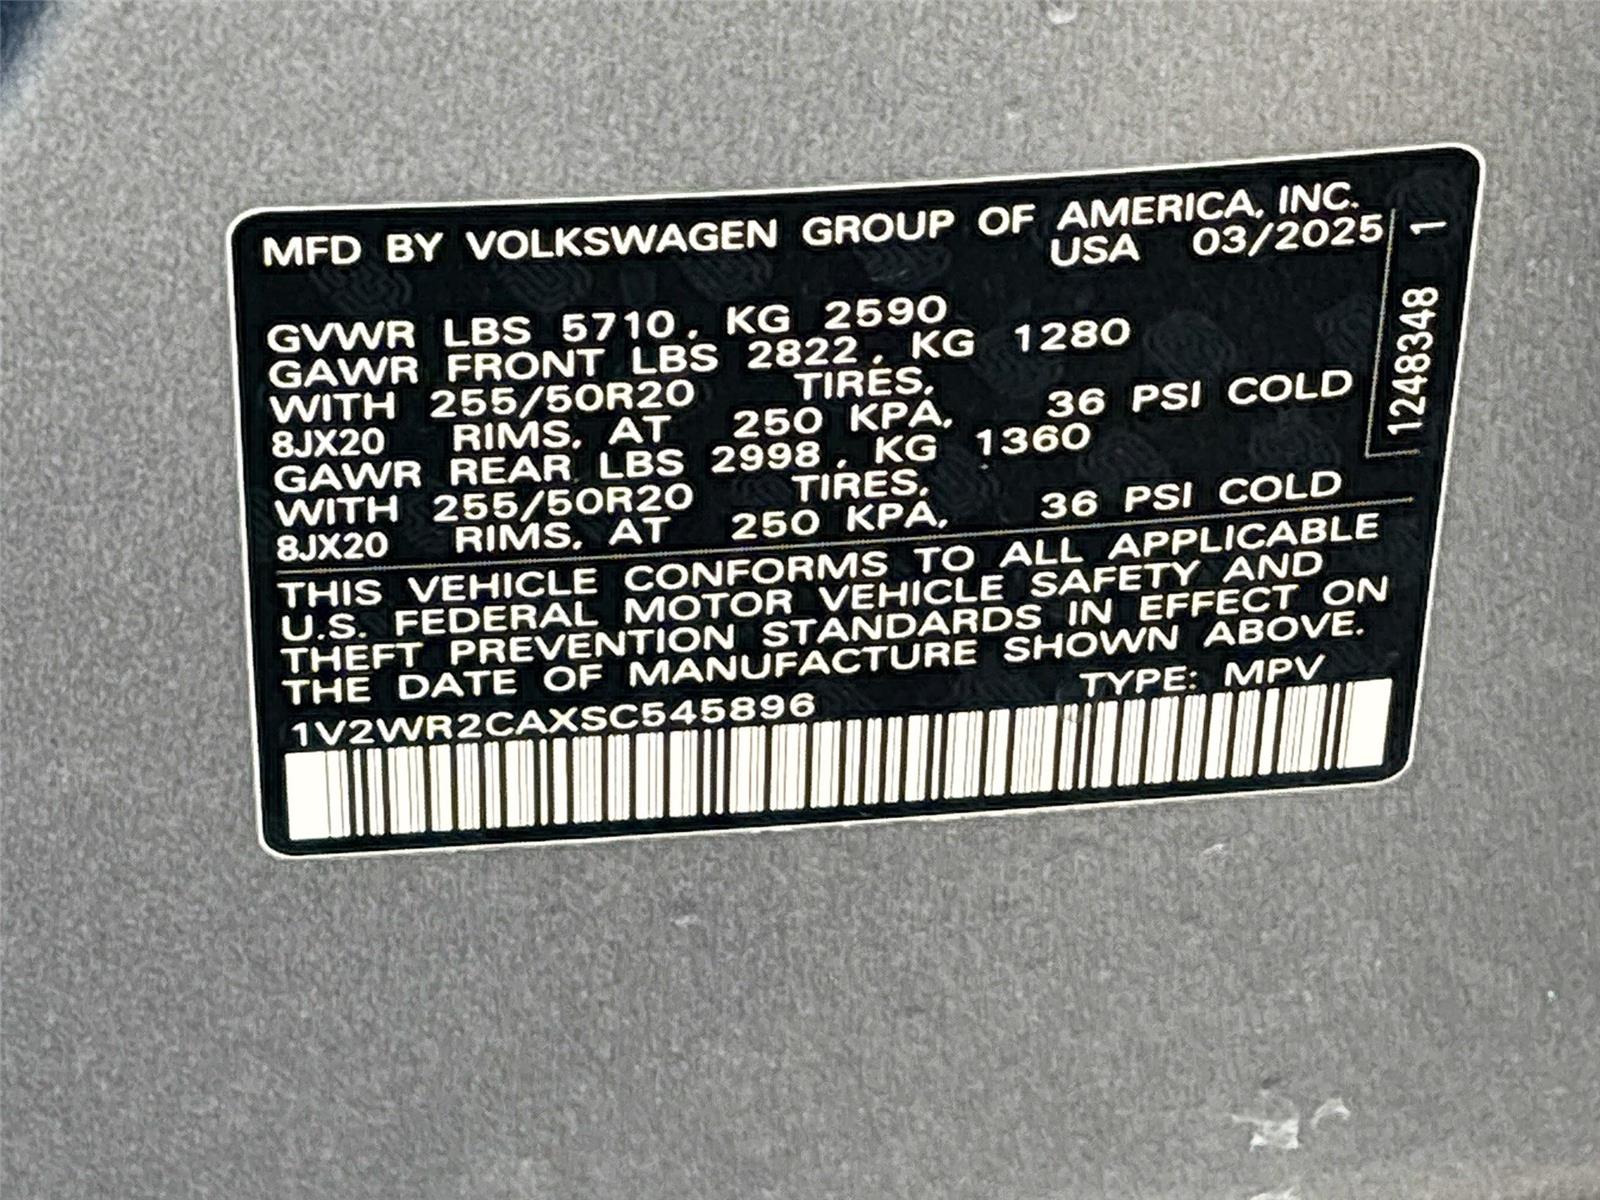 MFD BY VOLKSWAGEN GROUP OF AMERICA, INC.
USA 03/2025
GVWR LBS 5710, KG 2590
GAWR FRONT LBS 2822, KG 1280
WITH 255/50R20 TIRES,
8JX20 RIMS, AT 250 KPA, 36 PSI COLD
GAWR REAR LBS 2998, KG 1360
WITH 255/50R20 TIRES,
8JX20 RIMS, AT 250 KPA, 36 PSI COLD
THIS VEHICLE CONFORMS TO ALL APPLICABLE
U.S. FEDERAL MOTOR VEHICLE SAFETY AND
THEFT PREVENTION STANDARDS IN EFFECT ON
THE DATE OF MANUFACTURE SHOWN ABOVE.
1V2WR2CAXSC545896 TYPE: MPV
1248348 1